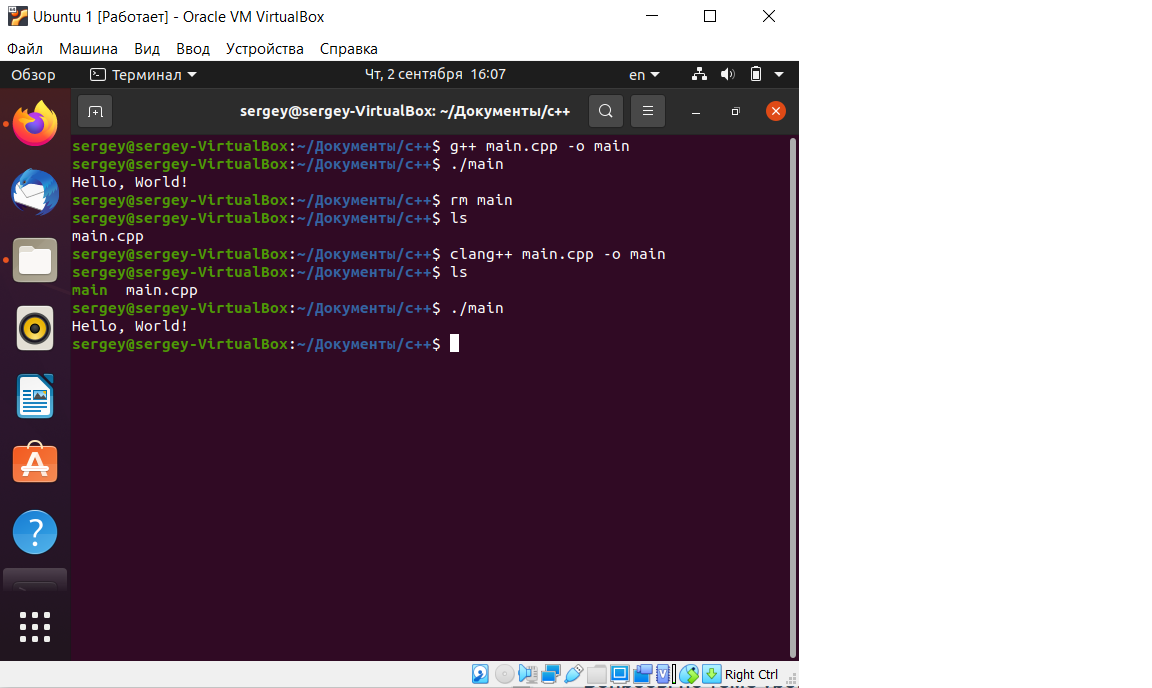 Ubuntu 1 [Работает] - Oracle VM VirtualBox
Файл Машина Вид Ввод Устройства Справка
Обзор Терминал Чт, 2 сентября 16:07 en
sergey@sergey-VirtualBox: ~/Документы/c++
sergey@sergey-VirtualBox:~/Документы/c++$ g++ main.cpp -o main
sergey@sergey-VirtualBox:~/Документы/c++$ ./main
Hello, World!
sergey@sergey-VirtualBox:~/Документы/c++$ rm main
sergey@sergey-VirtualBox:~/Документы/c++$ ls
main.cpp
sergey@sergey-VirtualBox:~/Документы/c++$ clang++ main.cpp -o main
sergey@sergey-VirtualBox:~/Документы/c++$ ls
main  main.cpp
sergey@sergey-VirtualBox:~/Документы/c++$ ./main
Hello, World!
sergey@sergey-VirtualBox:~/Документы/c++$
Right Ctrl